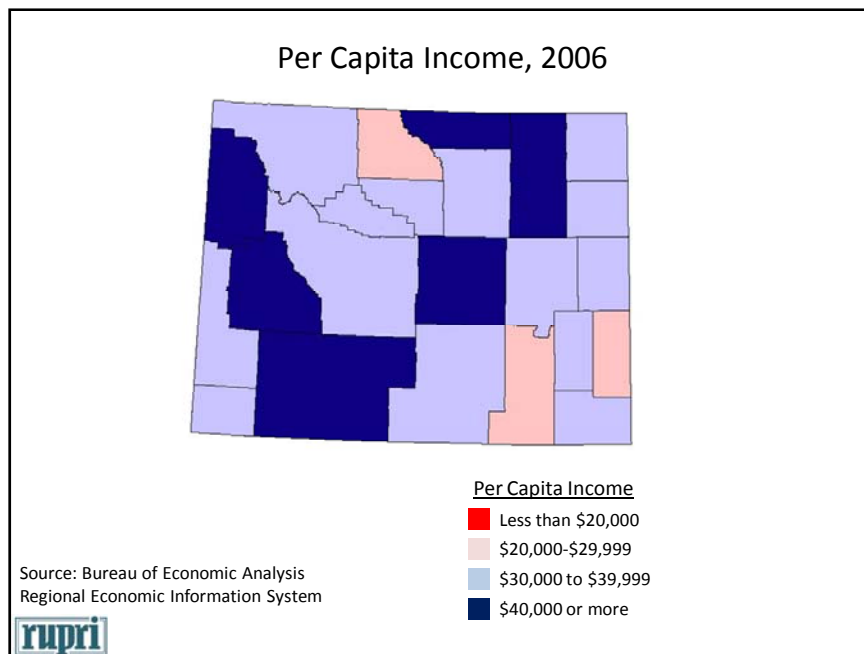 Per Capita Income, 2006
Per Capita Income
Less than $20,000
$20,000-$29,999
$30,000 to $39,999
$40,000 or more
Source: Bureau of Economic Analysis
Regional Economic Information System
rupri